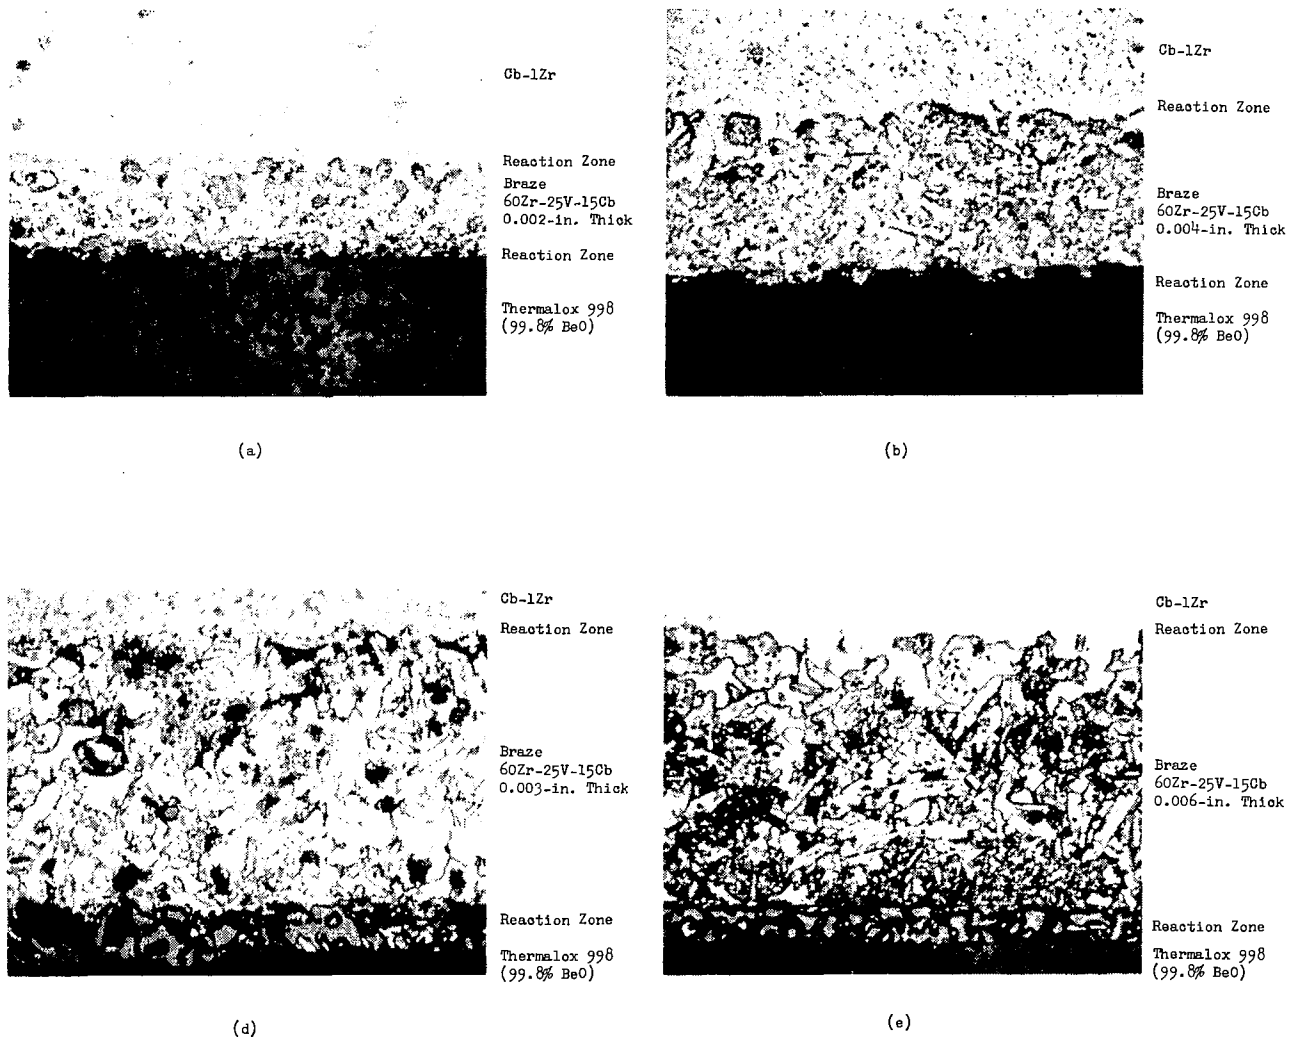 Cb-1Zr
Reaction Zone
Braze
60Zr-25V-15Cb
0.002-in. Thick
Reaction Zone
Thermalox 998
(99.8% BeO)
(a)
Cb-1Zr
Reaction Zone
Braze
60Zr-25V-15Cb
0.004-in. Thick
Reaction Zone
Thermalox 998
(99.8% BeO)
(b)
Cb-1Zr
Reaction Zone
Braze
60Zr-25V-15Cb
0.003-in. Thick
Reaction Zone
Thermalox 998
(99.8% BeO)
(d)
Cb-1Zr
Reaction Zone
Braze
60Zr-25V-15Cb
0.006-in. Thick
Reaction Zone
Thermalox 998
(99.8% BeO)
(e)